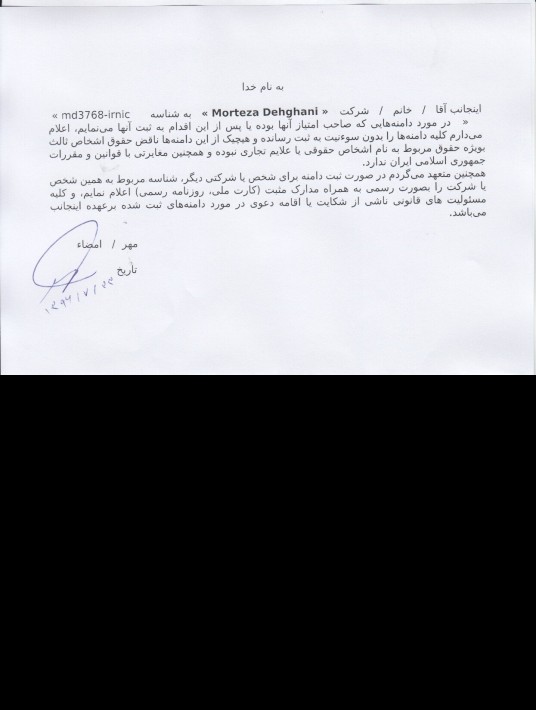 به نام خدا
اینجانب آقا / خانم / شرکت « Morteza Dehghani » به شناسه « md3768-irnic
» در مورد دامنه‌هایی که صاحب امتیاز آنها بوده یا پس از این اقدام به ثبت آنها می‌نمایم، اعلام
می‌دارم کلیه دامنه‌ها را بدون سوءنیت به ثبت رسانده و هیچیک از این دامنه‌ها ناقض حقوق اشخاص ثالث
بویژه حقوق مربوط به نام اشخاص حقوقی یا علایم تجاری نبوده و همچنین مغایرتی با قوانین و مقررات
جمهوری اسلامی ایران ندارد.
همچنین متعهد می‌گردم در صورت ثبت دامنه برای شخص یا شرکتی دیگر، شناسه مربوط به همین شخص
یا شرکت را بصورت رسمی به همراه مدارک مثبت (کارت ملی، روزنامه رسمی) اعلام نمایم، و کلیه
مسئولیت های قانونی ناشی از شکایت یا اقامه دعوی در مورد دامنه‌های ثبت شده برعهده اینجانب
می‌باشد.
مهر / امضاء
تاریخ